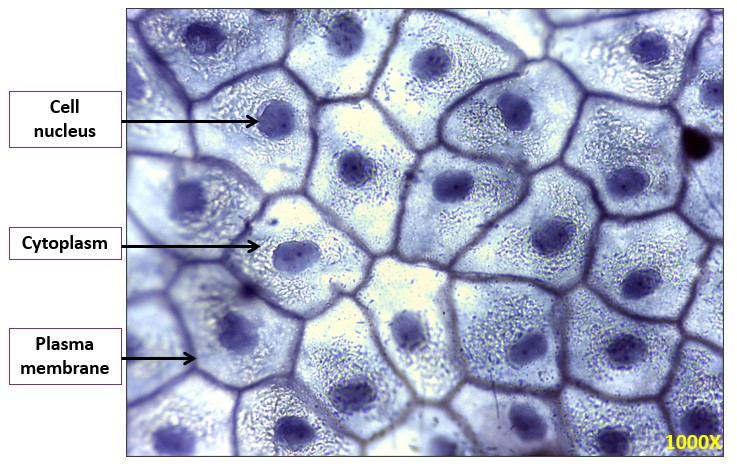 Cell
nucleus
Cytoplasm
Plasma
membrane
1000X